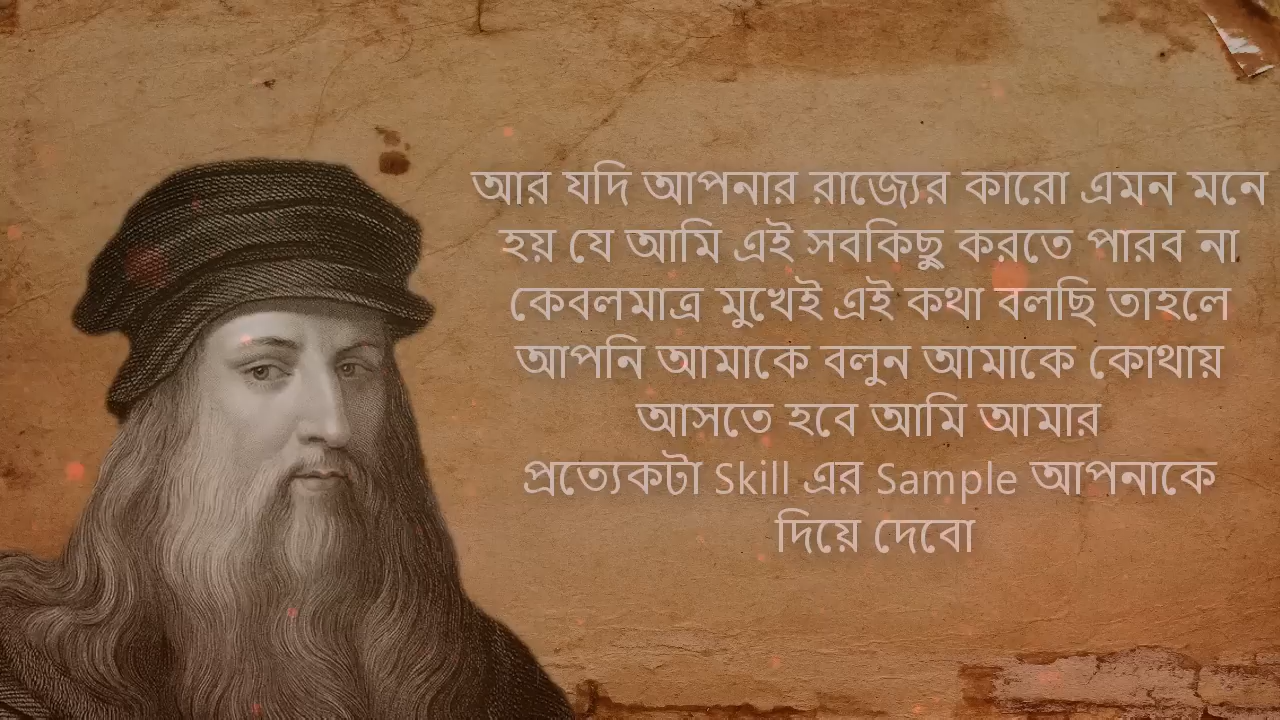 আর যদি আপনার রাজ্যের কারো এমন মনে
হয় যে আমি এই সবকিছু করতে পারব না
কেবলমাত্র মুখেই এই কথা বলছি তাহলে
আপনি আমাকে বলুন আমাকে কোথায়
আসতে হবে আমি আমার
প্রত্যেকটা Skill এর Sample আপনাকে
দিয়ে দেবো